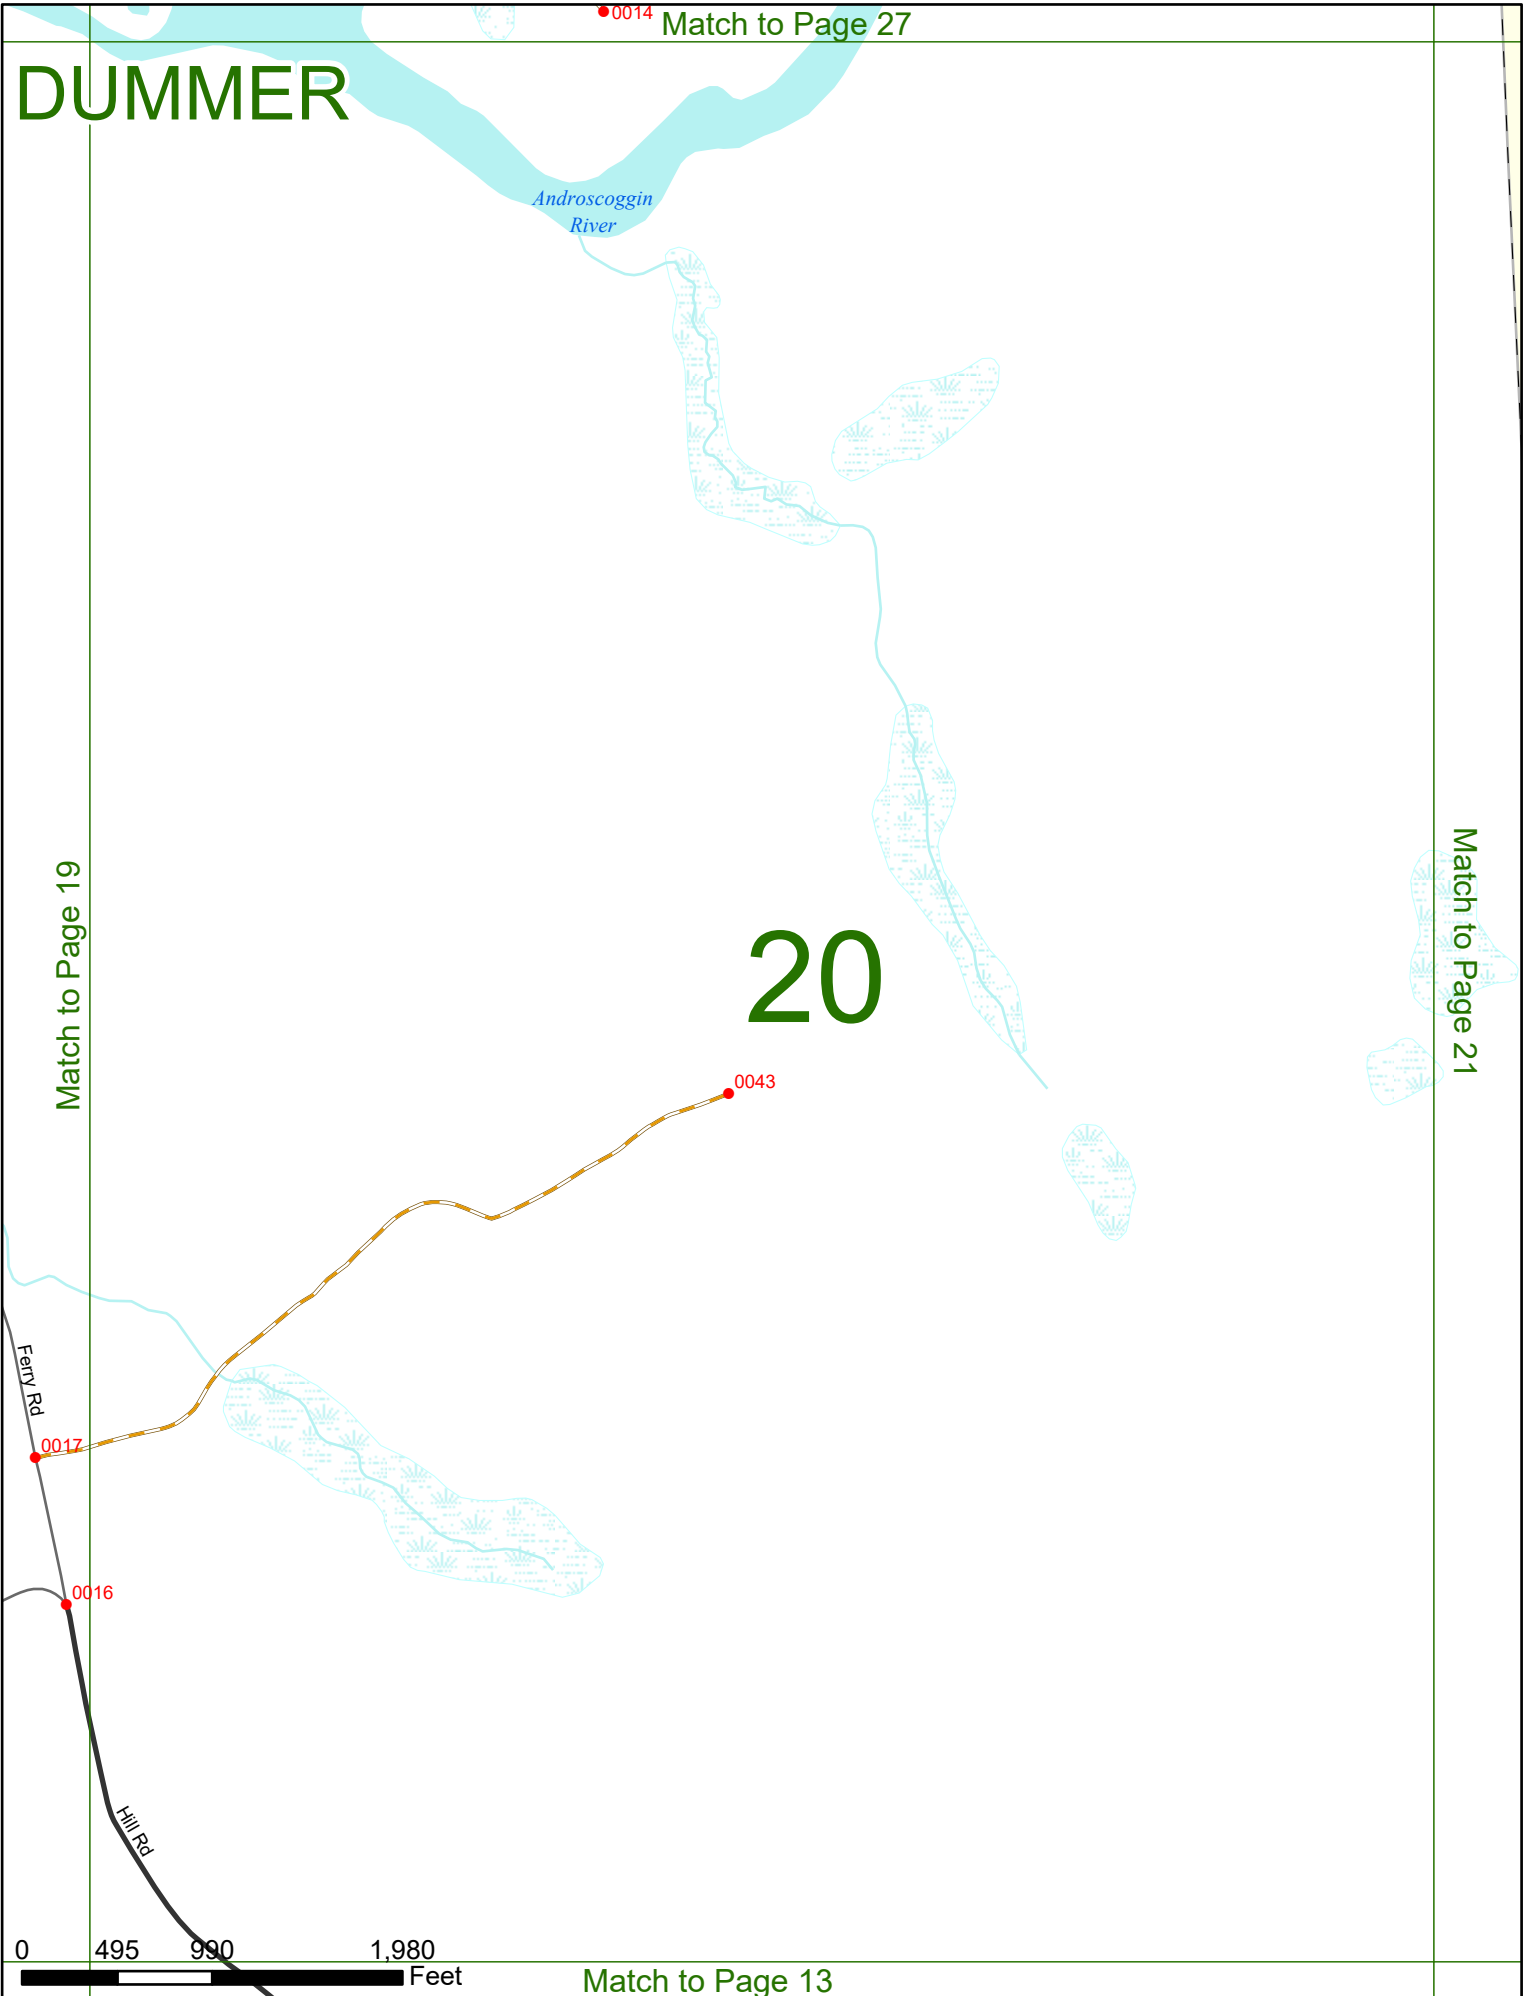 0014
Match to Page 27
DUMMER
Androscoggin
River
Match to Page 19
Match to Page 21
20
0043
Ferry Rd
0017
0016
Hill Rd
0 495 990 1,980
Feet
Match to Page 13